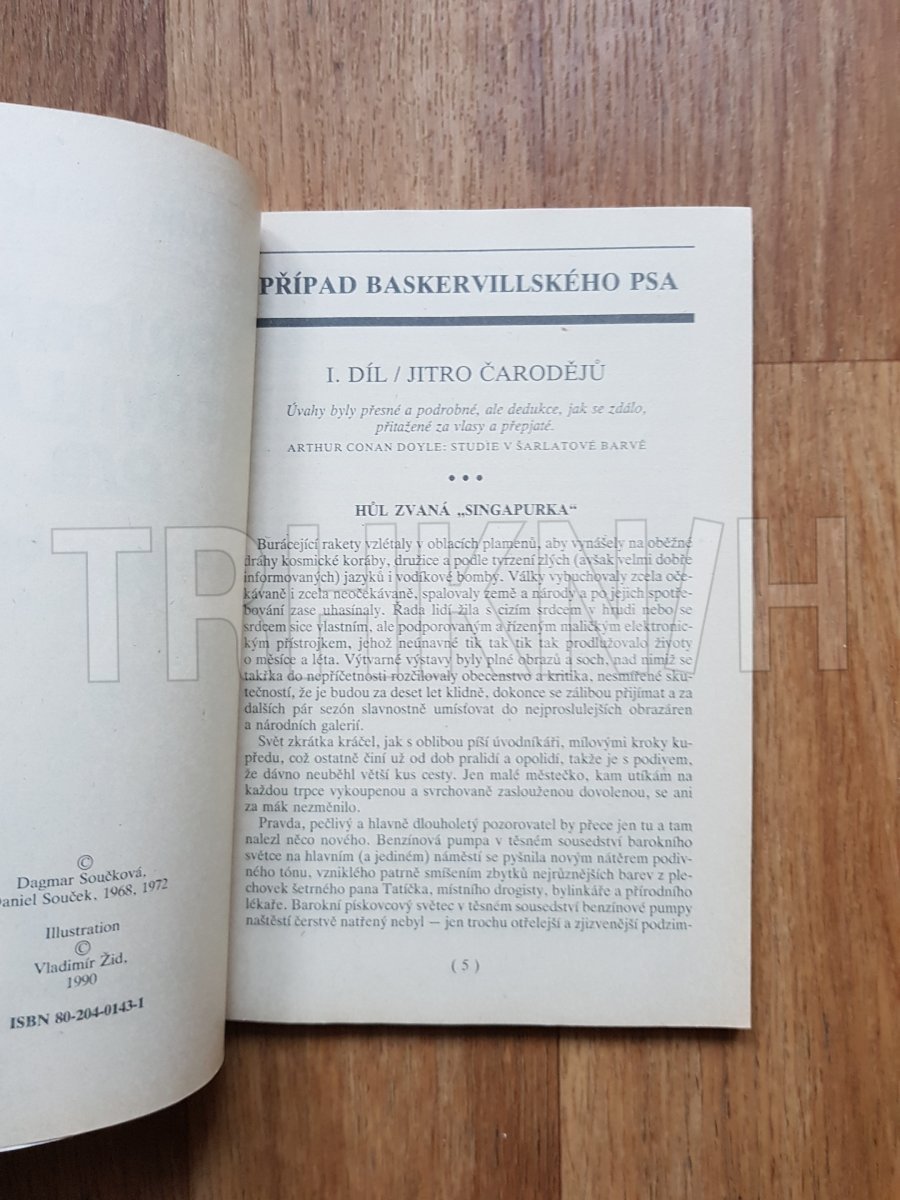 ©
Dagmar Součková,
Daniel Souček, 1968, 1972
Illustration
©
Vladimír Žid,
1990
ISBN 80-204-0143-1
PŘÍPAD BASKERVILLSKÉHO PSA
I. DÍL / JITRO ČARODĚJŮ
Úvahy byly přesné a podrobné, ale dedukce, jak se zdálo,
přitažené za vlasy a přepjaté.
ARTHUR CONAN DOYLE: STUDIE V ŠARLATOVÉ BARVĚ
• • •
HŮL ZVANÁ „SINGAPURKA“
Burácející rakety vzlétaly v oblacích plamenů, aby vynášely na oběžné
dráhy kosmické koráby, družice a podle tvrzení zlých (avšak velmi dobře
informovaných) jazyků i vodíkové bomby. Války vybuchovaly zcela oče-
kávaně i zcela neočekávaně, spalovaly země a národy a po jejich spotře-
bování zase uhasínaly. Řada lidí žila s cizím srdcem v hrudi nebo se
srdcem sice vlastním, ale podporovaným a řízeným maličkým elektronic-
kým přístrojkem, jehož neúnavné tik tak tik tak prodlužovalo životy
o měsíce a léta. Výtvarné výstavy byly plné obrazů a soch, nad nimiž se
takřka do nepříčetnosti rozčilovaly obecenstvo a kritika, nesmířené sku-
tečností, že je budou za deset let klidně, dokonce se zálibou přijímat a za
dalších pár sezón slavnostně umísťovat do nejproslulejších obrazáren
a národních galerií.
Svět zkrátka kráčel, jak s oblibou píší úvodníkáři, mílovými kroky ku-
předu, což ostatně činí už od dob pralidí a opolidí, takže je s podivem,
že dávno neuběhl větší kus cesty. Jen malé městečko, kam utíkám na
každou trpce vykoupenou a svrchovaně zaslouženou dovolenou, se ani
za mák nezměnilo.
Pravda, pečlivý a hlavně dlouholetý pozorovatel by přece jen tu a tam
nalezl něco nového. Benzínová pumpa v těsném sousedství barokního
světce na hlavním (a jediném) náměstí se pyšnila novým nátěrem podiv-
ného tónu, vzniklého patrně smíšením zbytků nejrůznějších barev z ple-
chovek šetrného pana Tatíčka, místního drogisty, bylinkáře a přírodního
lékaře. Barokní pískovcový světec v těsném sousedství benzínové pumpy
naštěstí čerstvě natřený nebyl — jen trochu otřelejší a zjizvenější podzim-
( 5 )
TRHKNIH